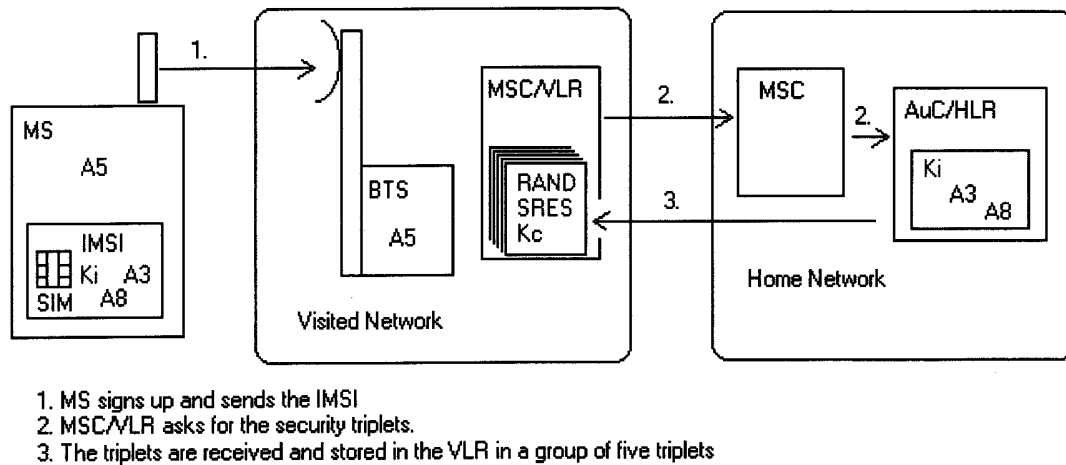 1.
MS
A5
IMSI
Ki A3
SIM A8
BTS
A5
MSC/VLR
RAND
SRES
Kc
Visited Network
2.
MSC
2.
AuC/HLR
Ki
A3
A8
3.
Home Network
1. MS signs up and sends the IMSI
2. MSC/VLR asks for the security triplets.
3. The triplets are received and stored in the VLR in a group of five triplets